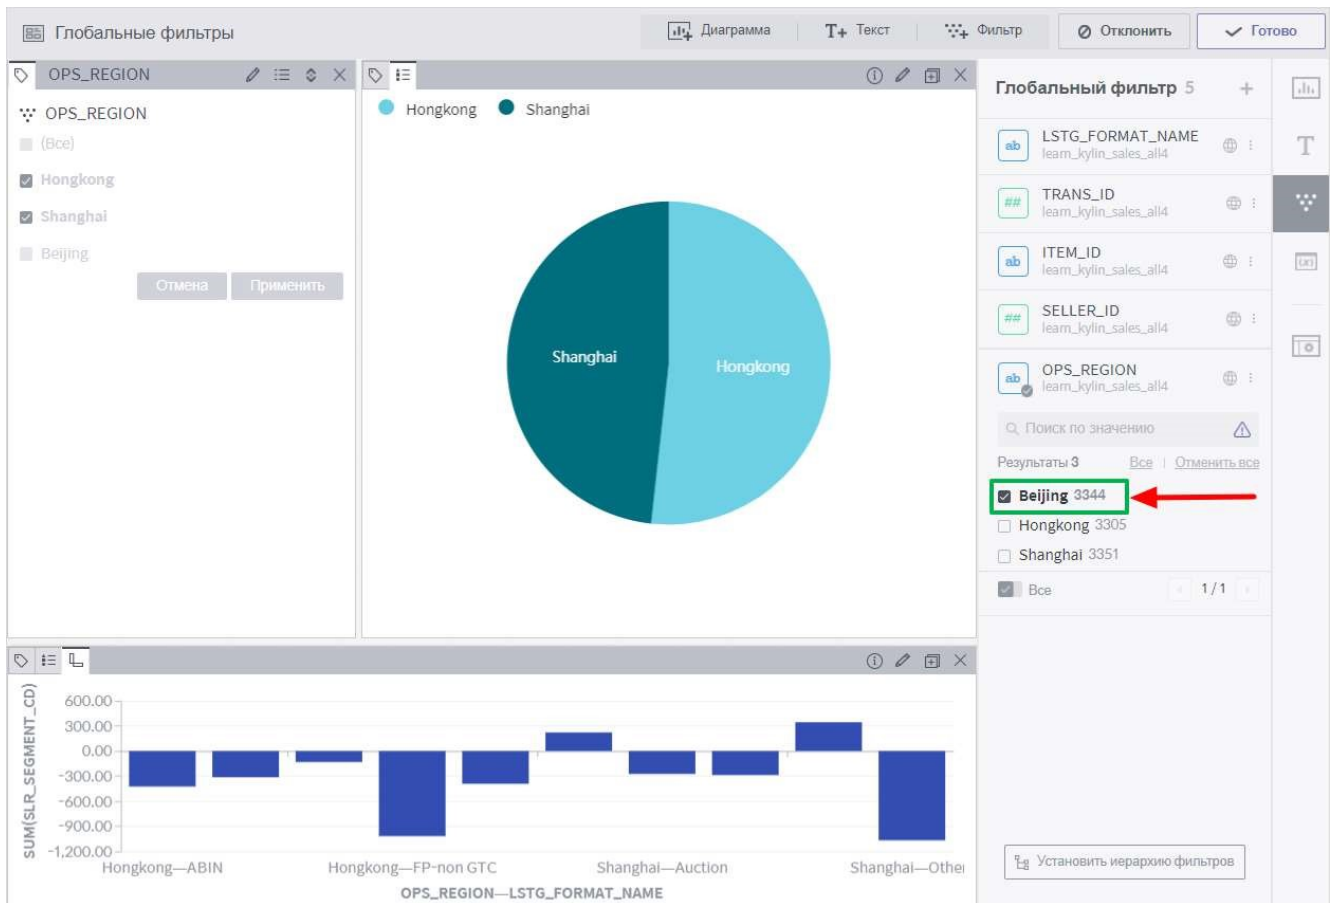 Глобальные фильтры
Диаграмма
T+ Текст
Фильтр
Отклонить
Готово
OPS_REGION
OPS_REGION
(Все)
Hongkong
Shanghai
Beijing
Отмена Применить
Hongkong Shanghai
Shanghai
Hongkong
Глобальный фильтр 5 +
ab LSTG_FORMAT_NAME
learn_kylin_sales_all4
## TRANS_ID
learn_kylin_sales_all4
ab ITEM_ID
learn_kylin_sales_all4
## SELLER_ID
learn_kylin_sales_all4
ab OPS_REGION
learn_kylin_sales_all4
Поиск по значению
Результаты 3 Все | Отменить все
Beijing 3344
Hongkong 3305
Shanghai 3351
Все 1/1
Установить иерархию фильтров
T
(x)
SUM(SLR_SEGMENT_CD)
600.00
300.00
0.00
-300.00
-600.00
-900.00
-1,200.00
Hongkong—ABIN Hongkong—FP-non GTC Shanghai—Auction Shanghai—Other
OPS_REGION—LSTG_FORMAT_NAME